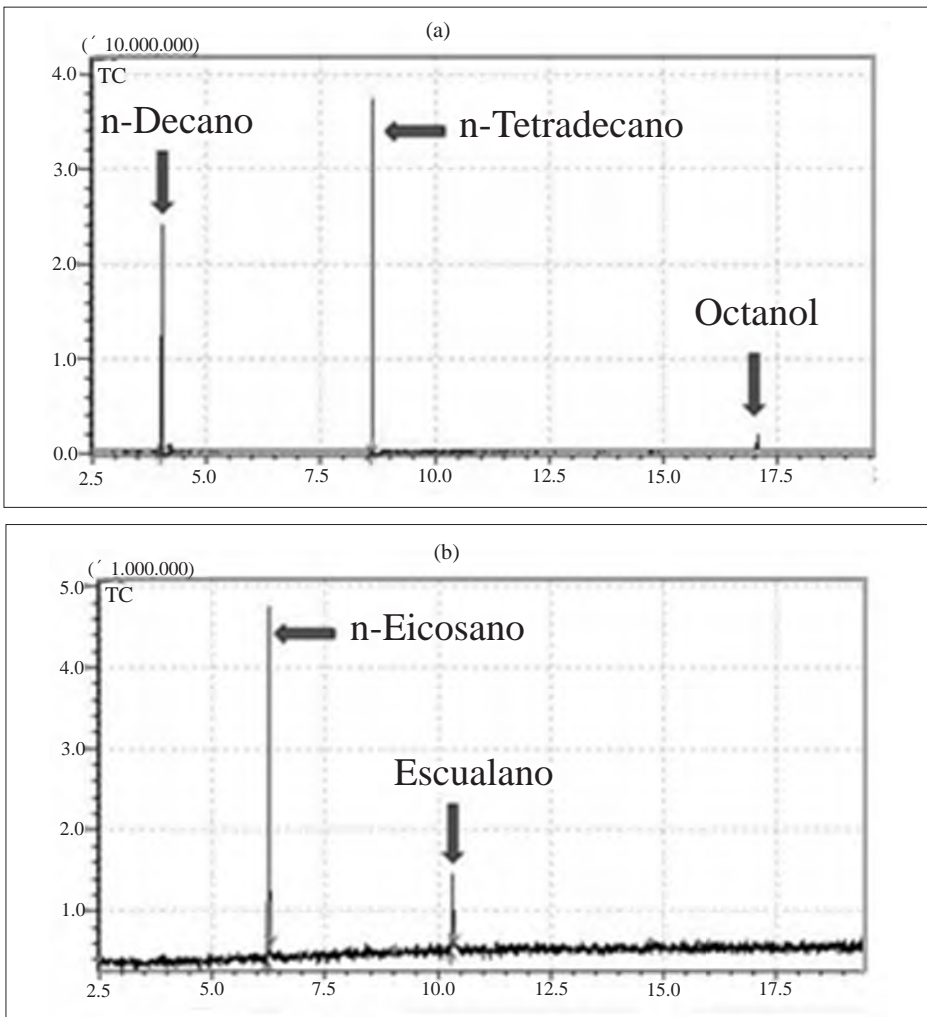 (a)
(´ 10.000.000)
4.0
TC
n-Decano
n-Tetradecano
3.0
2.0
Octanol
1.0
0.0
2.5 5.0 7.5 10.0 12.5 15.0 17.5
(b)
(´ 1.000.000)
5.0
TC
n-Eicosano
4.0
3.0
Escualano
2.0
1.0
2.5 5.0 7.5 10.0 12.5 15.0 17.5